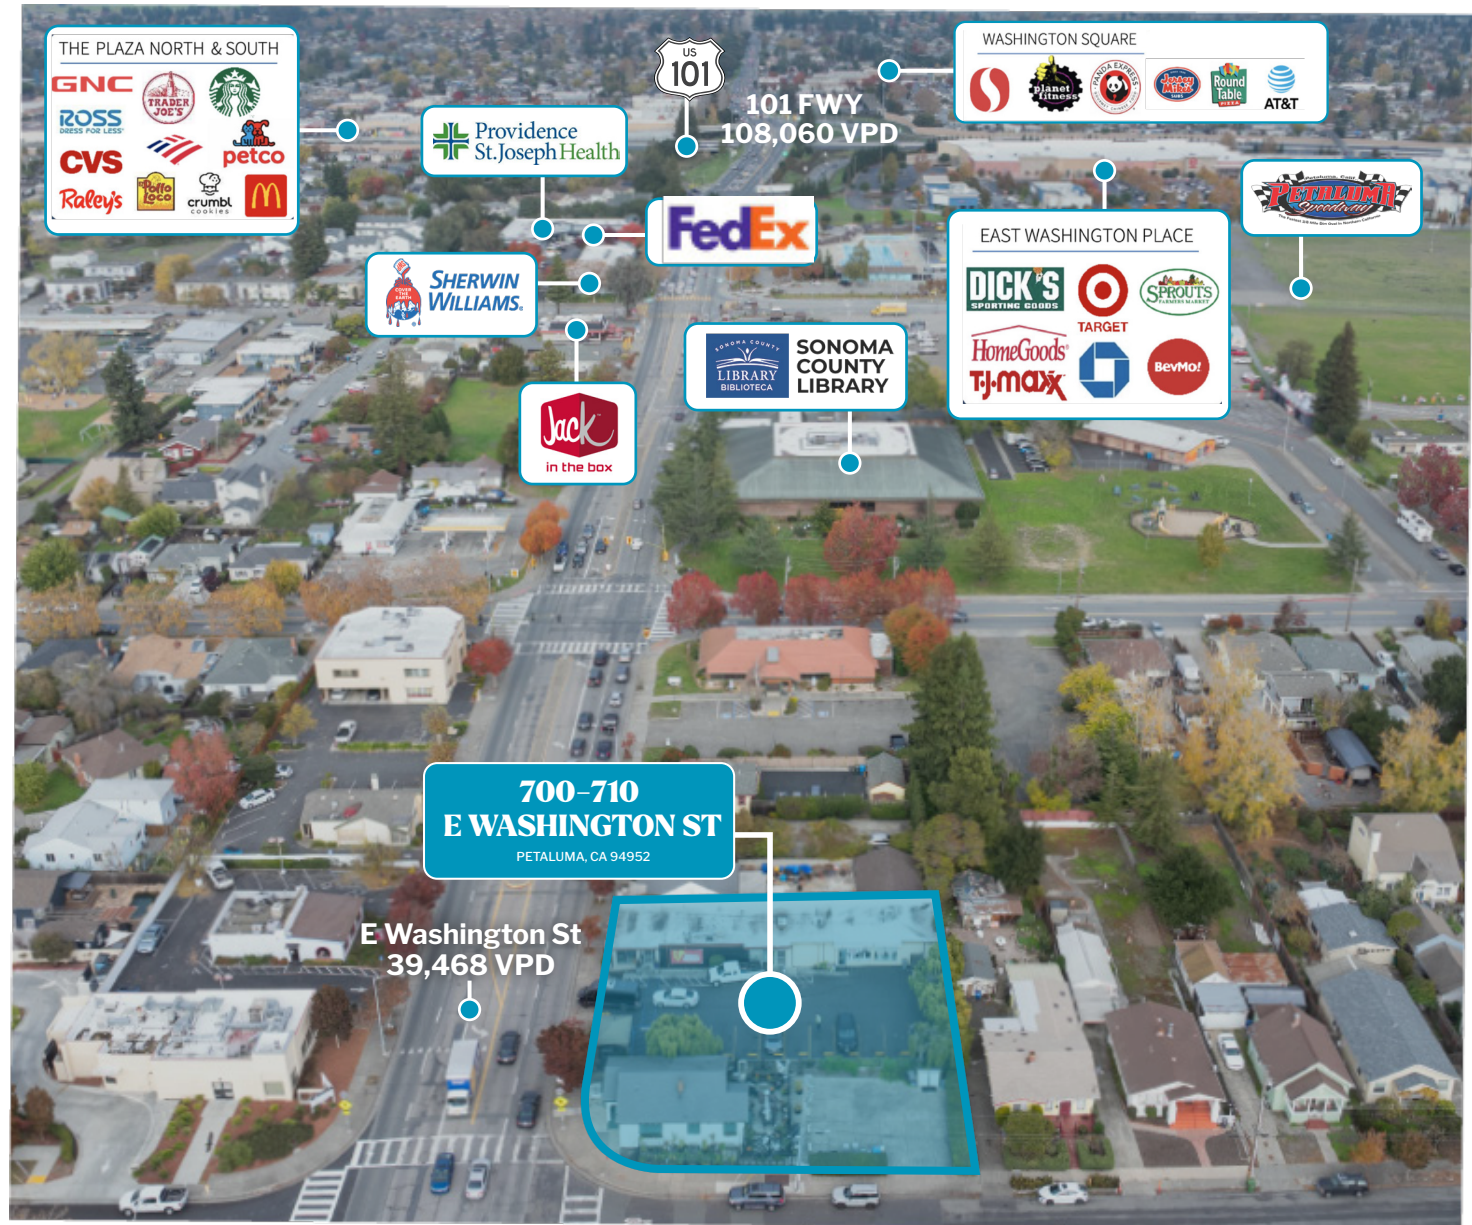 THE PLAZA NORTH & SOUTH
GNC
TRADER
JOE'S
ROSS
DRESS FOR LESS
CVS
petco
Raley's
El Pollo
Loco
crumbl
cookies
US
101
101 FWY
108,060 VPD
WASHINGTON SQUARE
planet
fitness
PANDA EXPRESS
Jersey
Mike's
SUBS
Round
Table
PIZZA
AT&T
Providence
St.Joseph Health
FedEx
SHERWIN
WILLIAMS.
COVER
THE
EARTH
Petaluma, Calif
PETALUMA
Speedway
EAST WASHINGTON PLACE
DICK'S
SPORTING GOODS
TARGET
SPROUTS
FARMERS MARKET
HomeGoods
T.J.maxx
BevMo!
SONOMA COUNTY
LIBRARY
BIBLIOTECA
SONOMA
COUNTY
LIBRARY
Jack
in the box
700–710
E WASHINGTON ST
PETALUMA, CA 94952
E Washington St
39,468 VPD